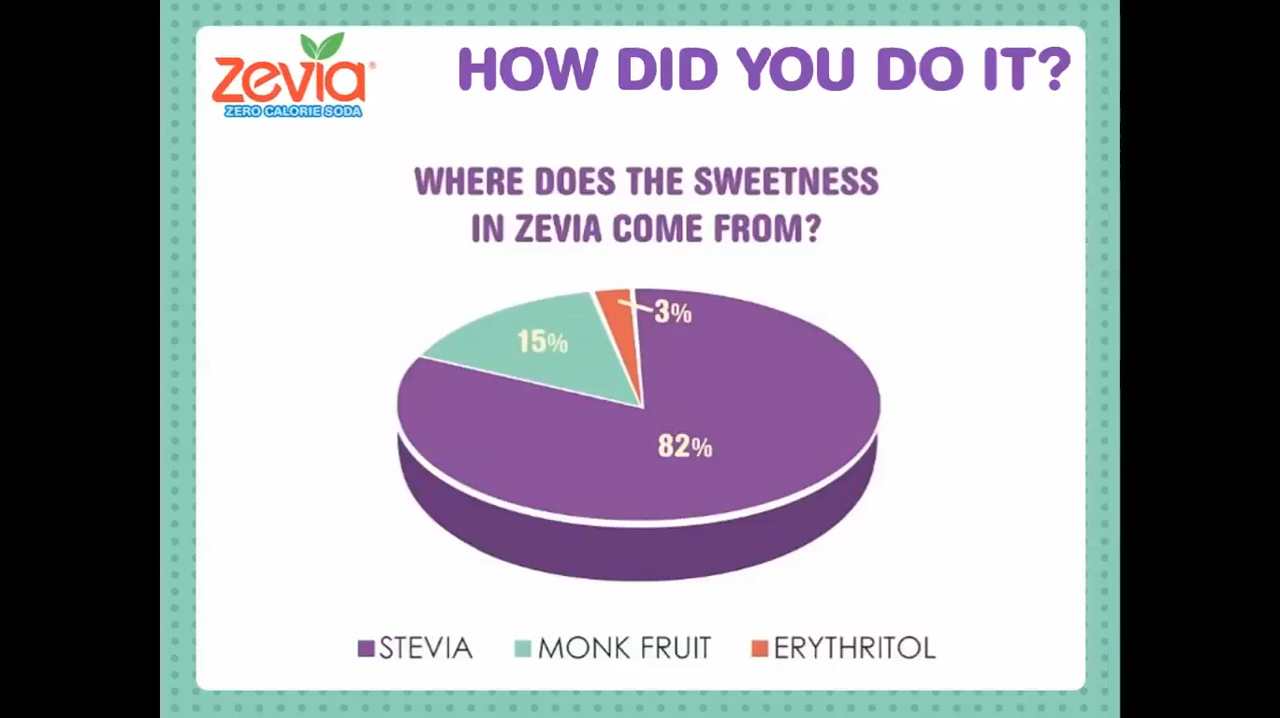 zevia®
ZERO CALORIE SODA
HOW DID YOU DO IT?
WHERE DOES THE SWEETNESS
IN ZEVIA COME FROM?
3%
15%
82%
STEVIA MONK FRUIT ERYTHRITOL